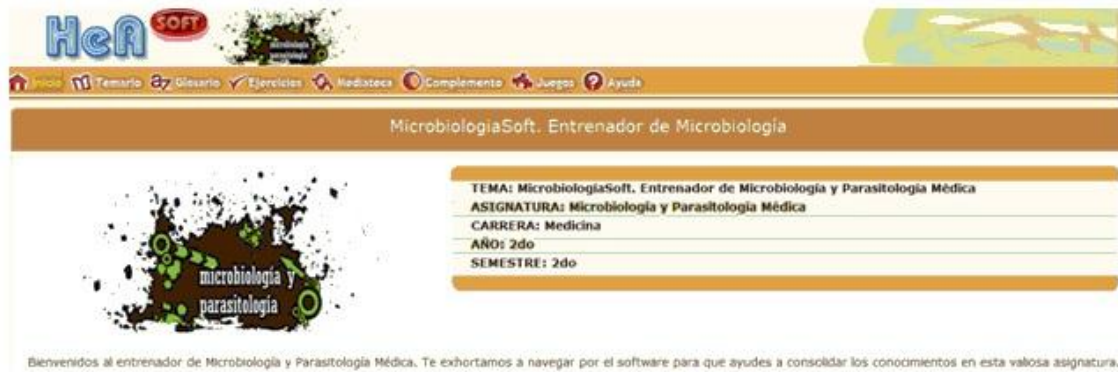 HeA SOFT
microbiología
parasitología
Inicio Temario az Glosario Ejercicios Mediateca Complemento Juegos ? Ayuda
MicrobiologiaSoft. Entrenador de Microbiología
TEMA: MicrobiologiaSoft. Entrenador de Microbiología y Parasitología Médica
ASIGNATURA: Microbiología y Parasitología Médica
CARRERA: Medicina
AÑO: 2do
SEMESTRE: 2do
microbiología y
parasitología
Bienvenidos al entrenador de Microbiología y Parasitología Médica. Te exhortamos a navegar por el software para que ayudes a consolidar los conocimientos en esta valiosa asignatura